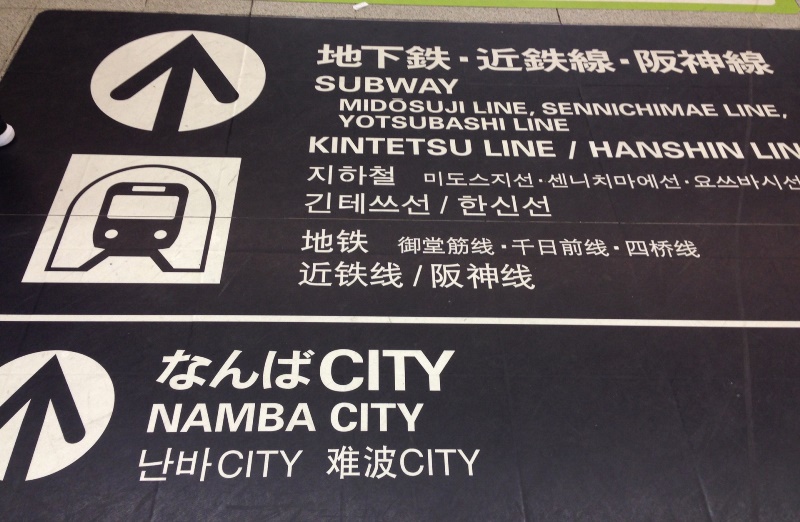 地下鉄・近鉄線・阪神線
SUBWAY
MIDŌSUJI LINE, SENNICHIMAE LINE,
YOTSUBASHI LINE
KINTETSU LINE / HANSHIN LIN
지하철 미도스지선·센니치마에선·요쓰바시선
긴테쓰선 / 한신선
地铁 御堂筋线·千日前线·四桥线
近铁线 / 阪神线
なんばCITY
NAMBA CITY
난바CITY 难波CITY